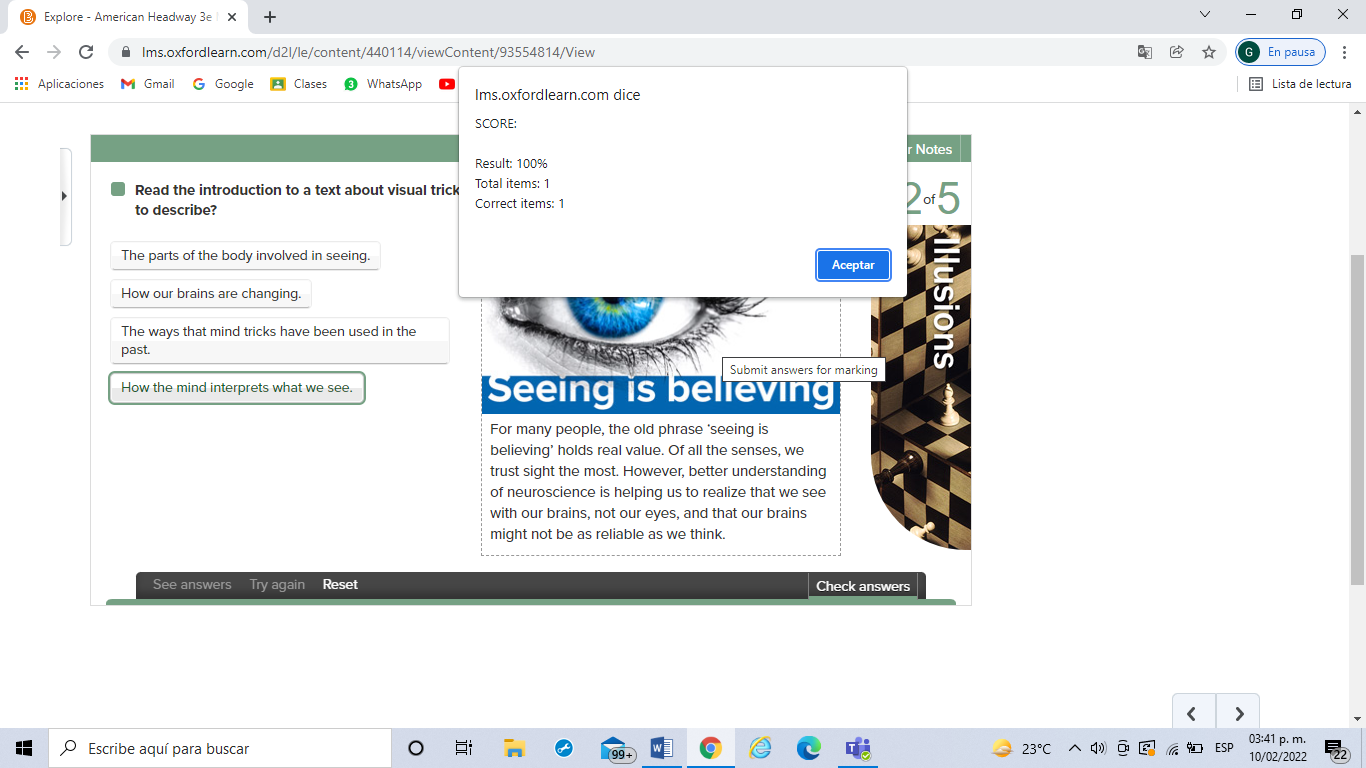 Explore - American Headway 3e
lms.oxfordlearn.com/d2l/le/content/440114/viewContent/93554814/View
G
En pausa
Aplicaciones
Gmail
Google
Clases
3
WhatsApp
Lista de lectura
lms.oxfordlearn.com dice
SCORE:
Result: 100%
Total items: 1
Correct items: 1
Aceptar
Notes
2 of 5
Read the introduction to a text about visual trick
to describe?
The parts of the body involved in seeing.
How our brains are changing.
The ways that mind tricks have been used in the
past.
How the mind interprets what we see.
Illusions
Submit answers for marking
Seeing is believing
For many people, the old phrase ‘seeing is
believing’ holds real value. Of all the senses, we
trust sight the most. However, better understanding
of neuroscience is helping us to realize that we see
with our brains, not our eyes, and that our brains
might not be as reliable as we think.
See answers
Try again
Reset
Check answers
Escribe aquí para buscar
99+
23°C
ESP
03:41 p. m.
10/02/2022
22